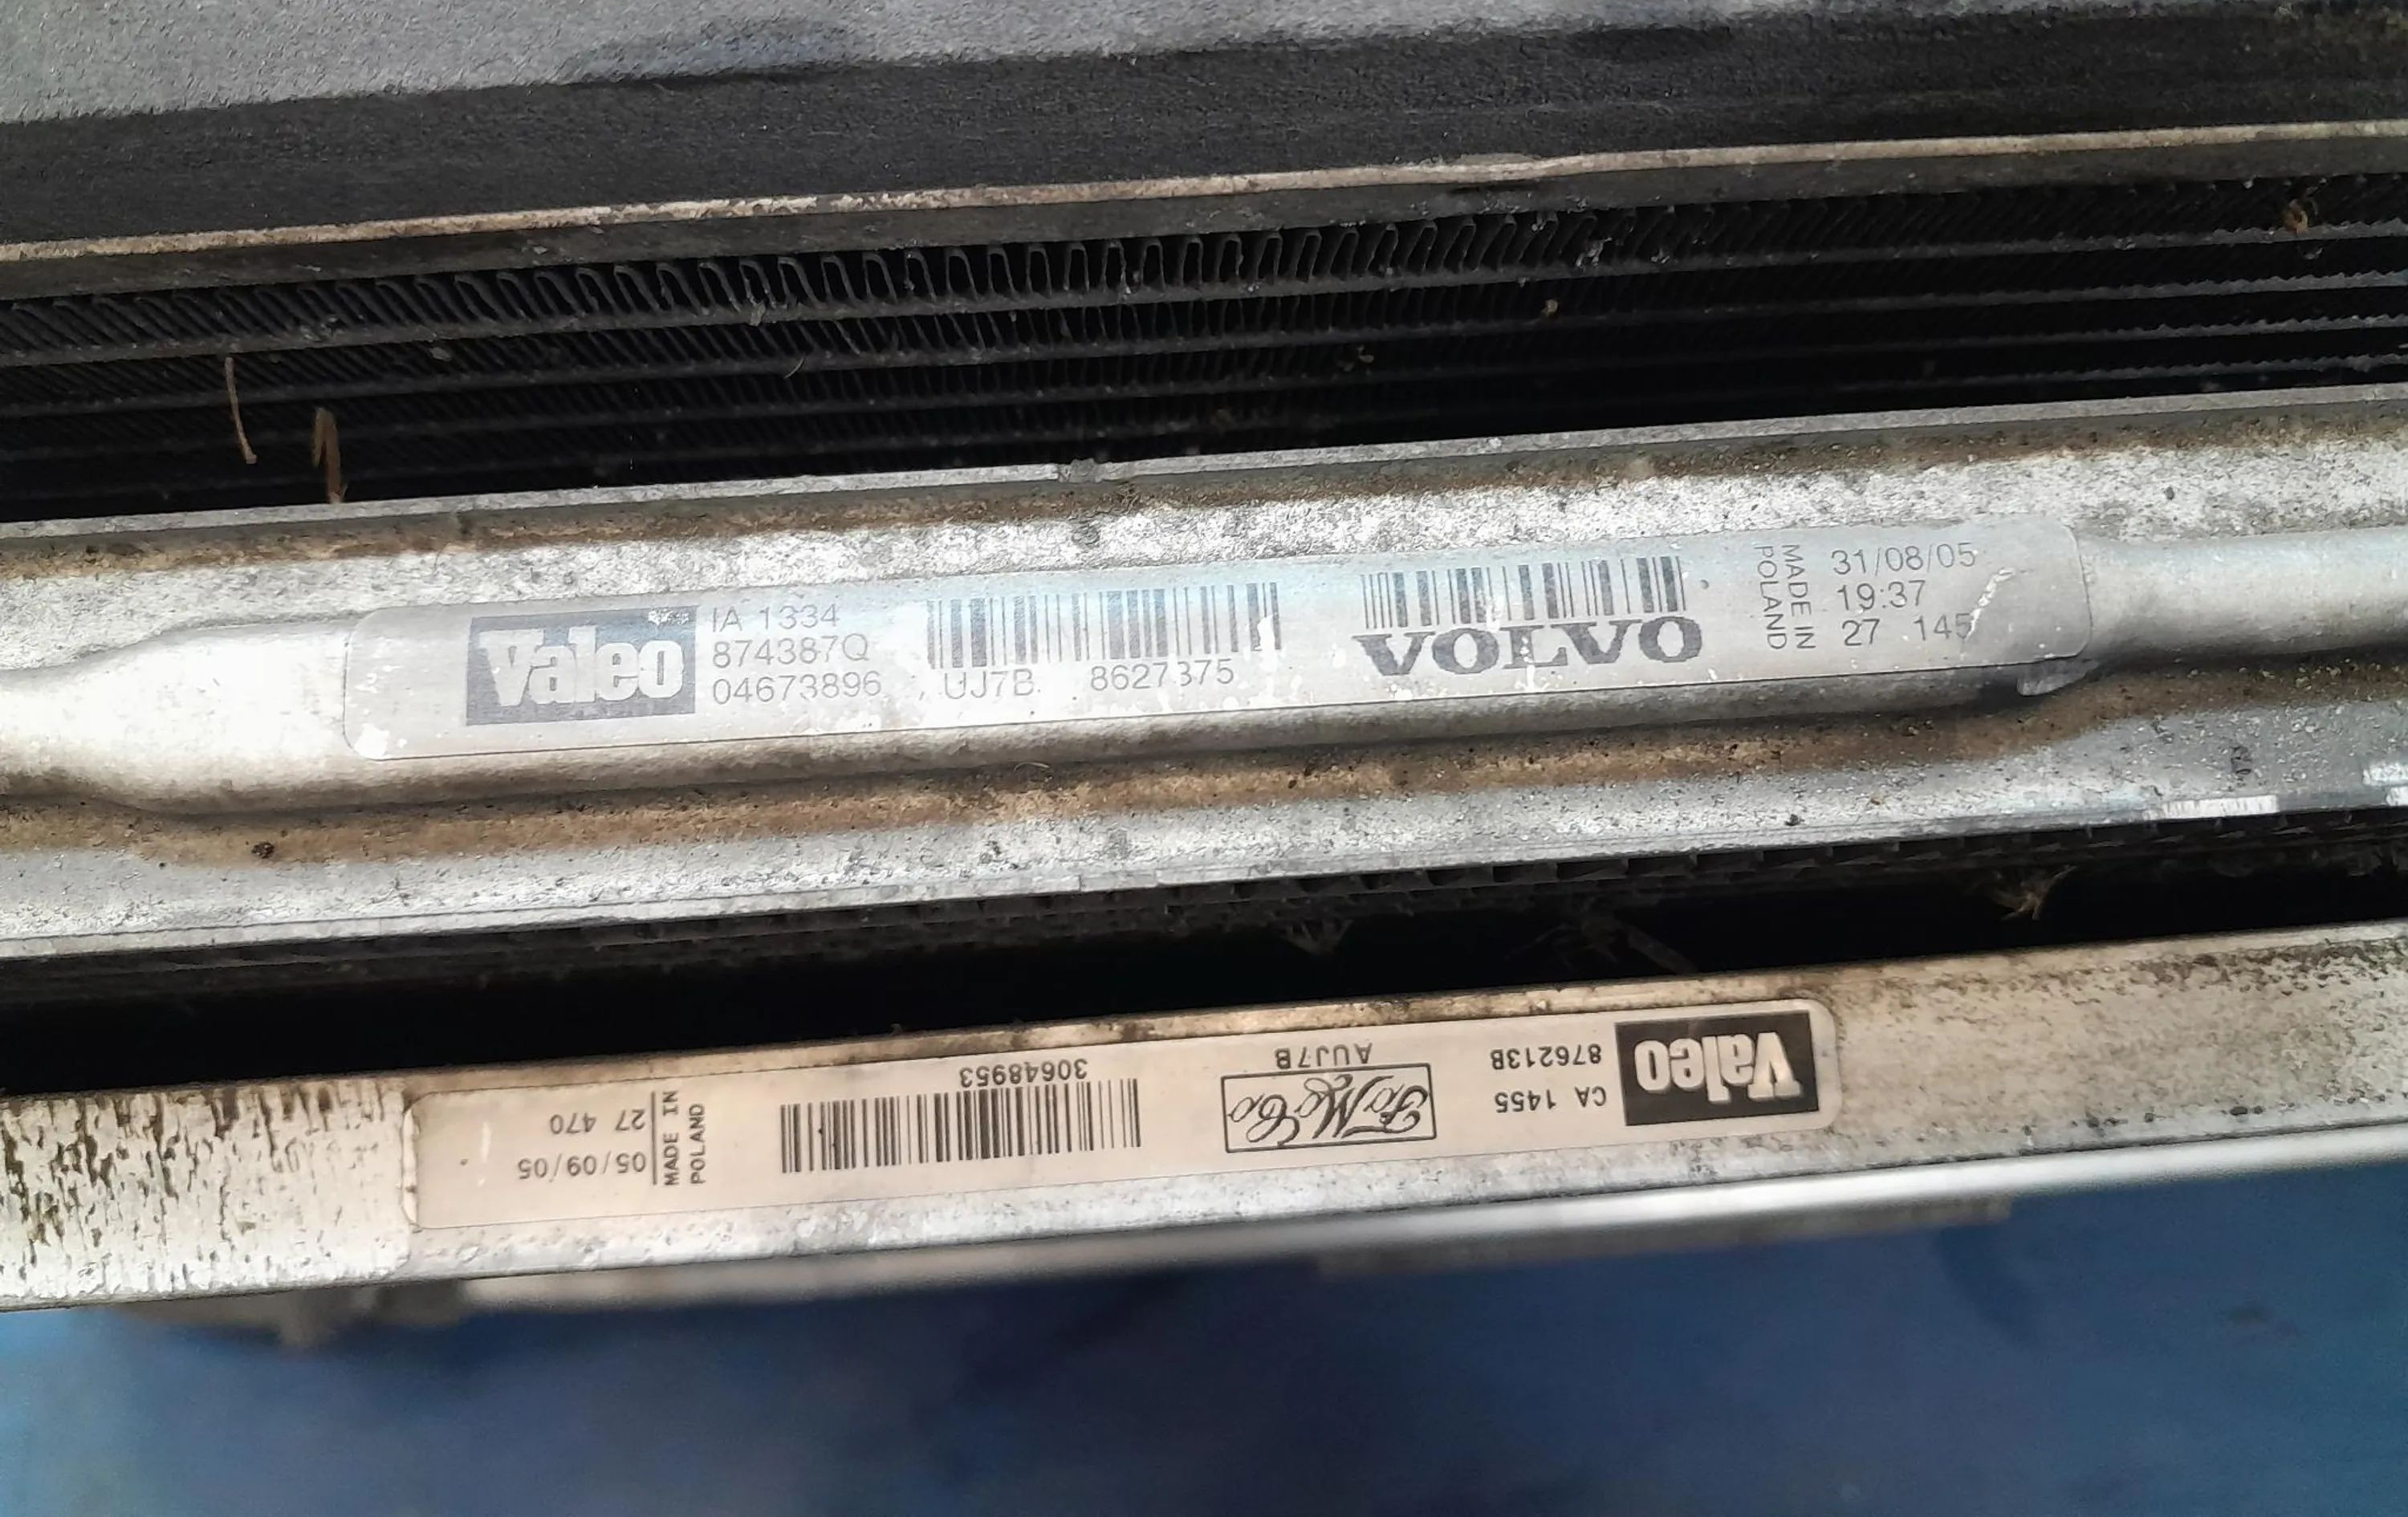 Valeo
IA 1334
874387Q
04673896
UJ7B 8627375
VOLVO
MADE IN
POLAND
31/08/05
19:37
27 145
Valeo
CA 1455
876213B
FoMoCo
AUJ7B
30648953
MADE IN
POLAND
05/09/05
27 470